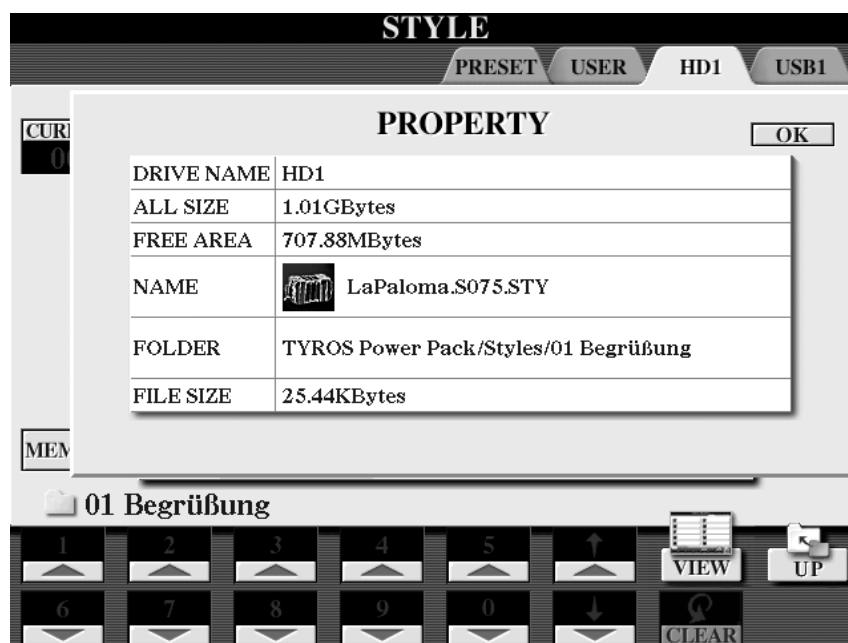 STYLE
PRESET USER HD1 USB1
PROPERTY
OK
DRIVE NAME HD1
ALL SIZE 1.01GBytes
FREE AREA 707.88MBytes
NAME LaPaloma.S075.STY
FOLDER TYROS Power Pack/Styles/01 Begrüßung
FILE SIZE 25.44KBytes
01 Begrüßung
1 2 3 4 5
VIEW UP
6 7 8 9 0
CLEAR